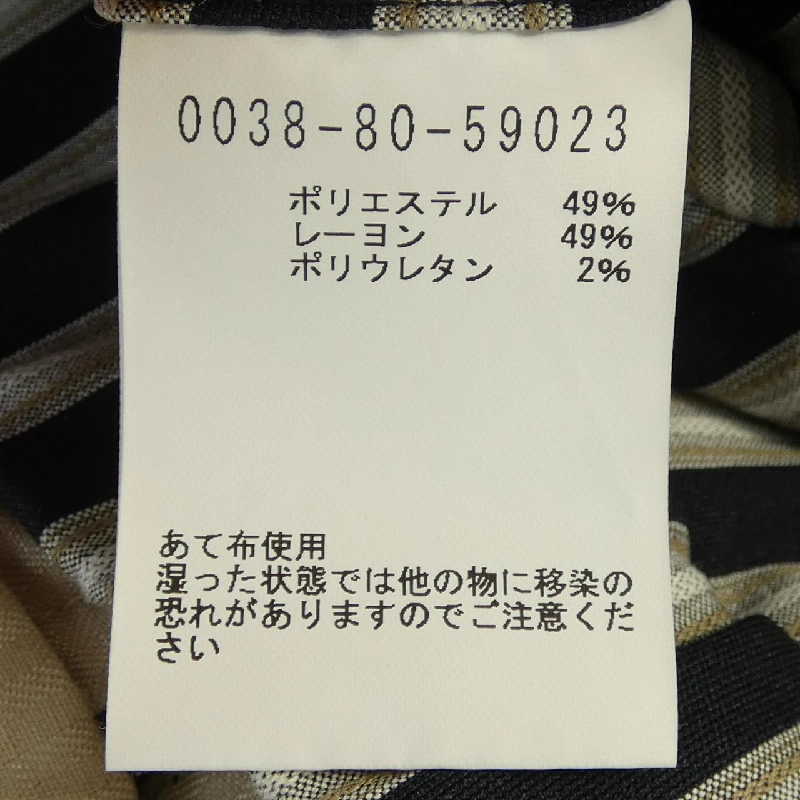 0038-80-59023
ポリエステル 49%
レーヨン 49%
ポリウレタン 2%
あて布使用
湿った状態では他の物に移染の
恐れがありますのでご注意くだ
さい